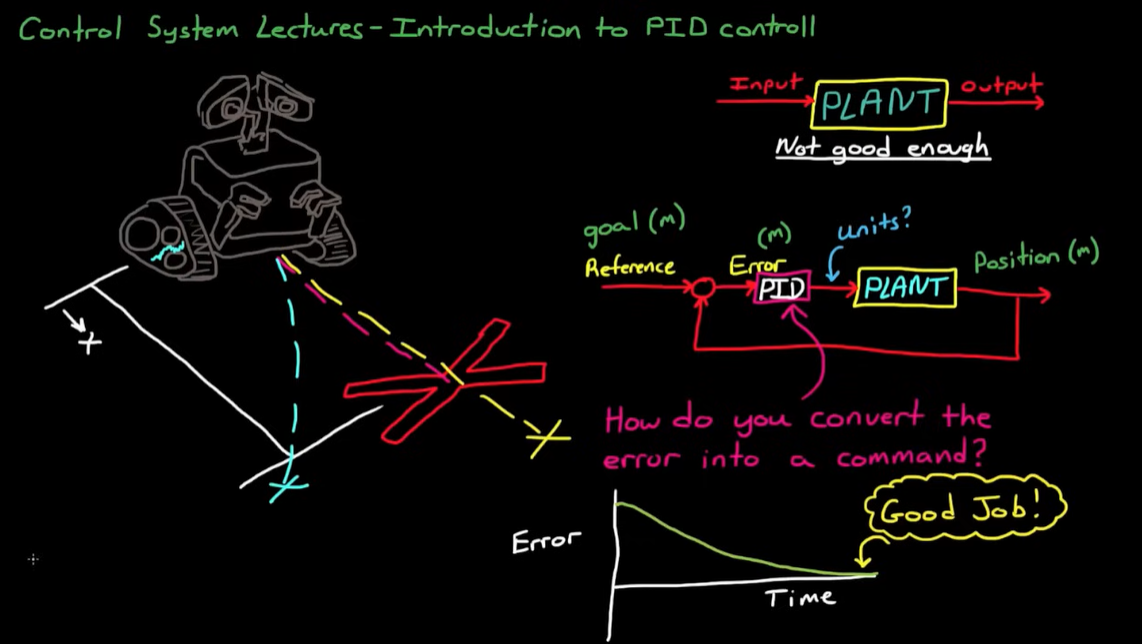 Control System Lectures - Introduction to PID controll
Input
PLANT
output
Not good enough
goal (m)
(m)
units?
Position (m)
Reference
Error
PID
PLANT
+
How do you convert the
error into a command?
Good Job!
Error
Time